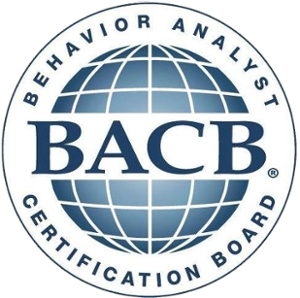 BEHAVIOR ANALYST
BACB®
CERTIFICATION BOARD